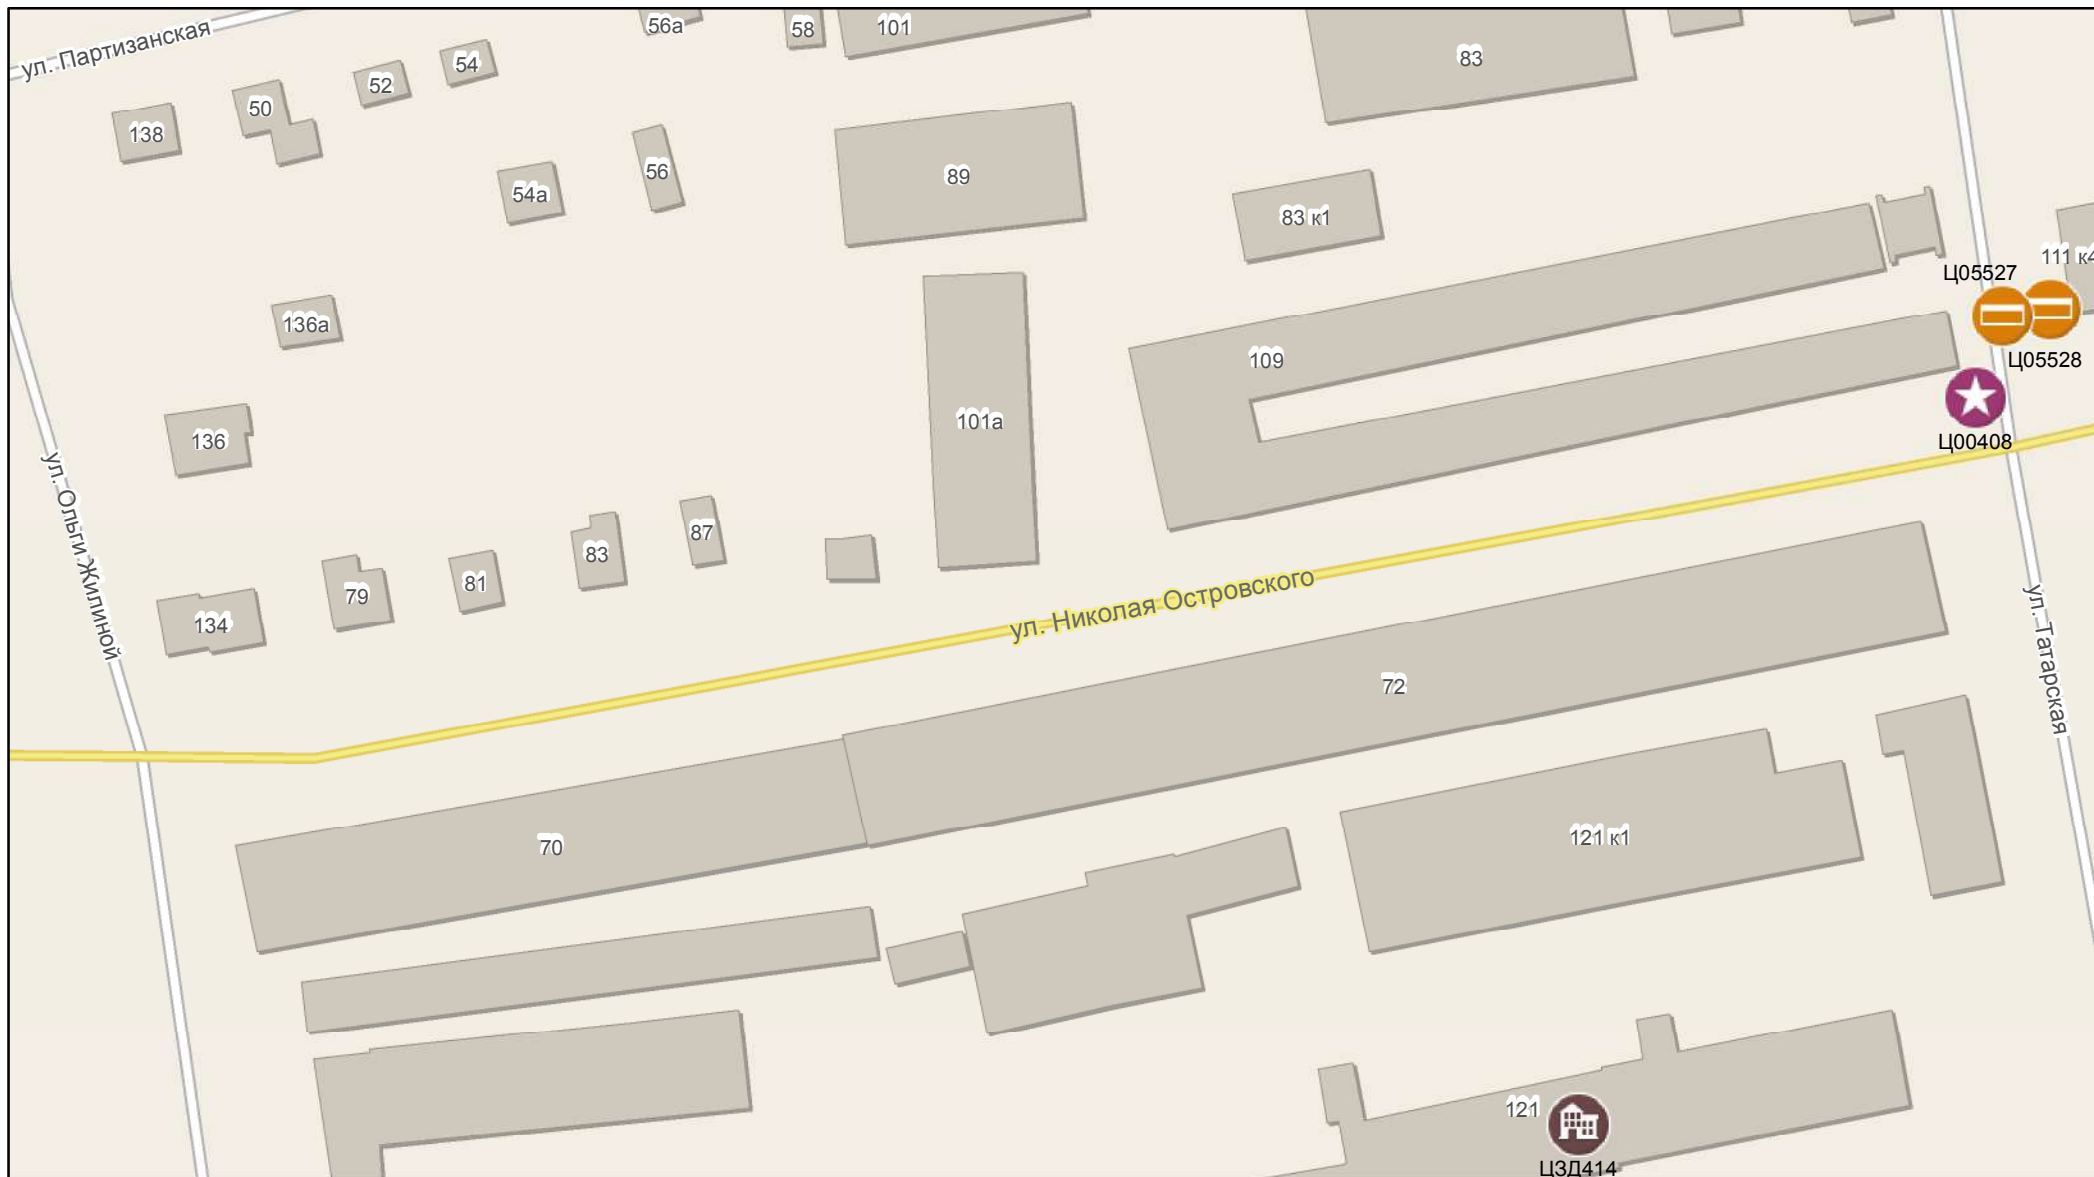 56а
58
101
ул. Партизанская
54
83
52
50
138
56
54а
89
83 к1
111 к4
Ц05527
136а
109
Ц05528
101а
136
Ц00408
ул. Ольги Жилиной
87
83
81
79
134
ул. Николая Островского
ул. Татарская
72
121 к1
70
121
ЦЗД414